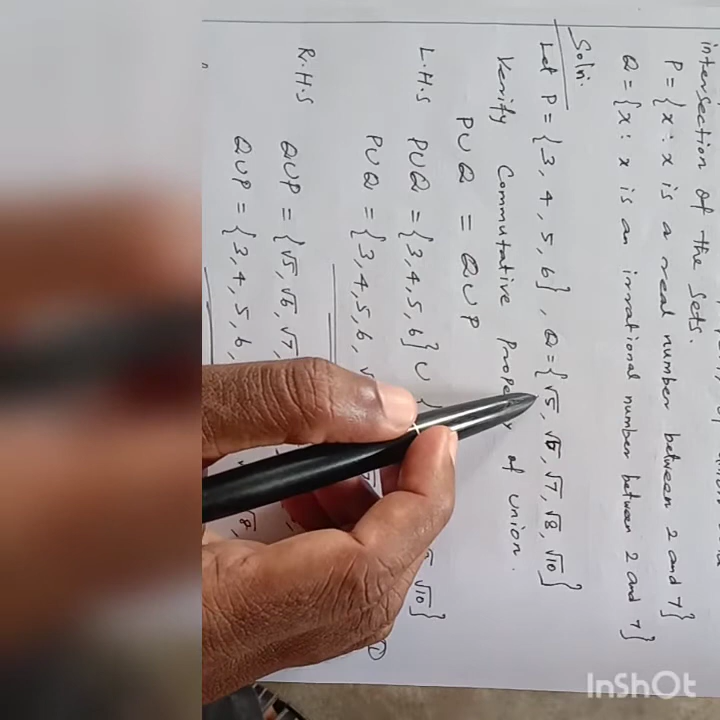 intersection of the sets.
P = {x : x is a real number between 2 and 7}
Q = {x : x is an irrational number between 2 and 7}
Soln.
Let P = {3, 4, 5, 6}, Q = {√5, √6, √7, √8, √10}
Verify Commutative of union.
P∪Q = Q∪P
L.H.S P∪Q = {3, 4, 5, 6} ∪ { √10}
P∪Q = {3, 4, 5, 6,
R.H.S
Q∪P = {√5, √6, √7,
Q∪P = {3, 4, 5, 6, √8,
InShOt